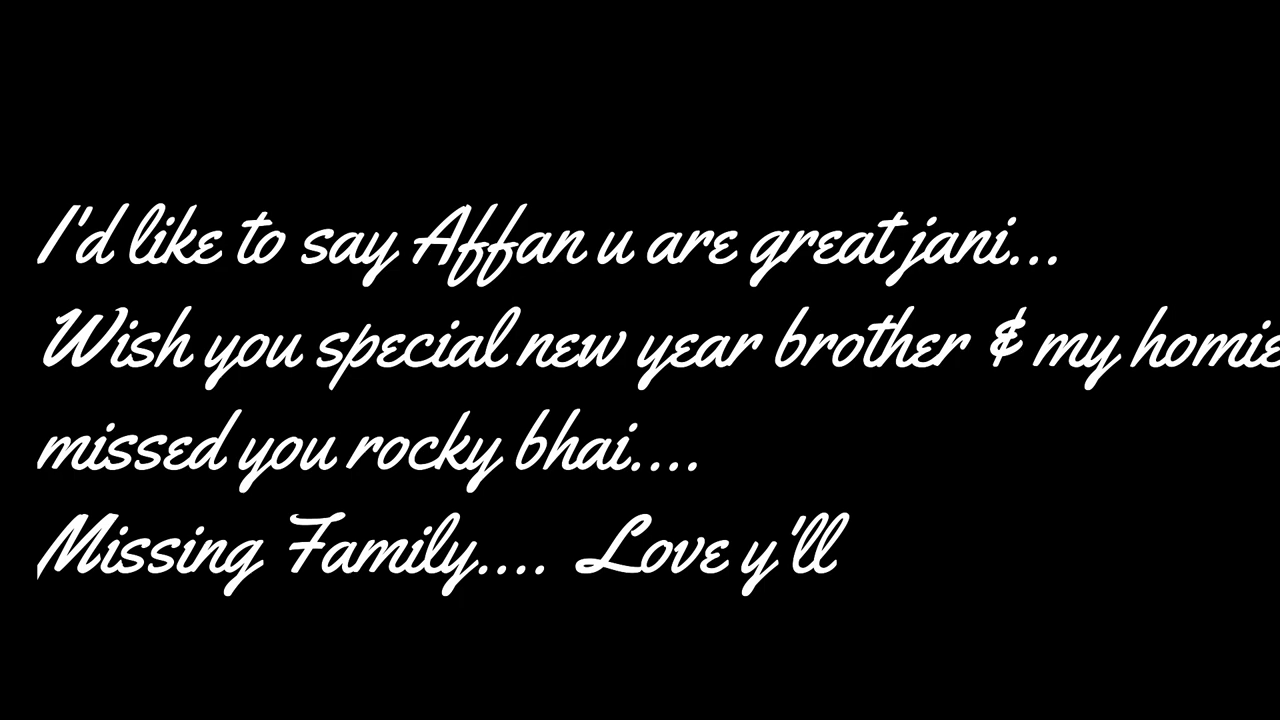 I'd like to say Affan u are great jani...
Wish you special new year brother & my homie
missed you rocky bhai....
Missing Family.... Love y'll